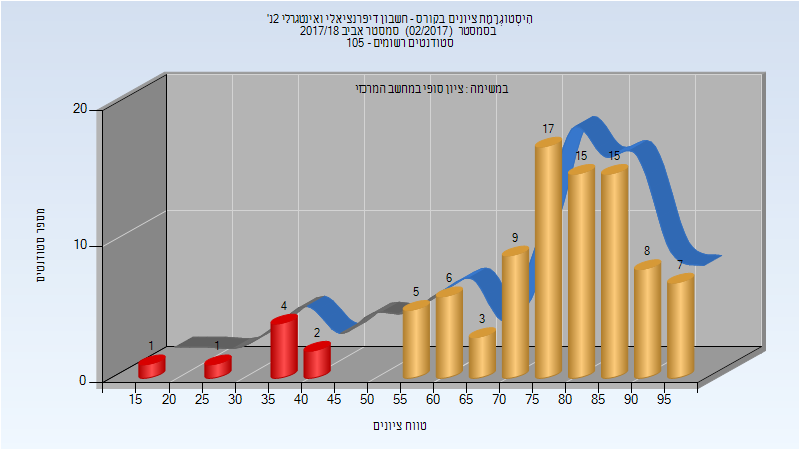 הִיסְטוֹגְרָמַת ציונים בקורס - חשבון דיפרנציאלי ואינטגרלי 2נ'
בסמסטר (02/2017) סמסטר אביב 2017/18
סטודנטים רשומים - 105
במשימה : ציון סופי במחשב המרכזי
מספר סטודנטים
20
10
0
1
1
4
2
5
6
3
9
17
15
15
8
7
15 20 25 30 35 40 45 50 55 60 65 70 75 80 85 90 95
טווח ציונים